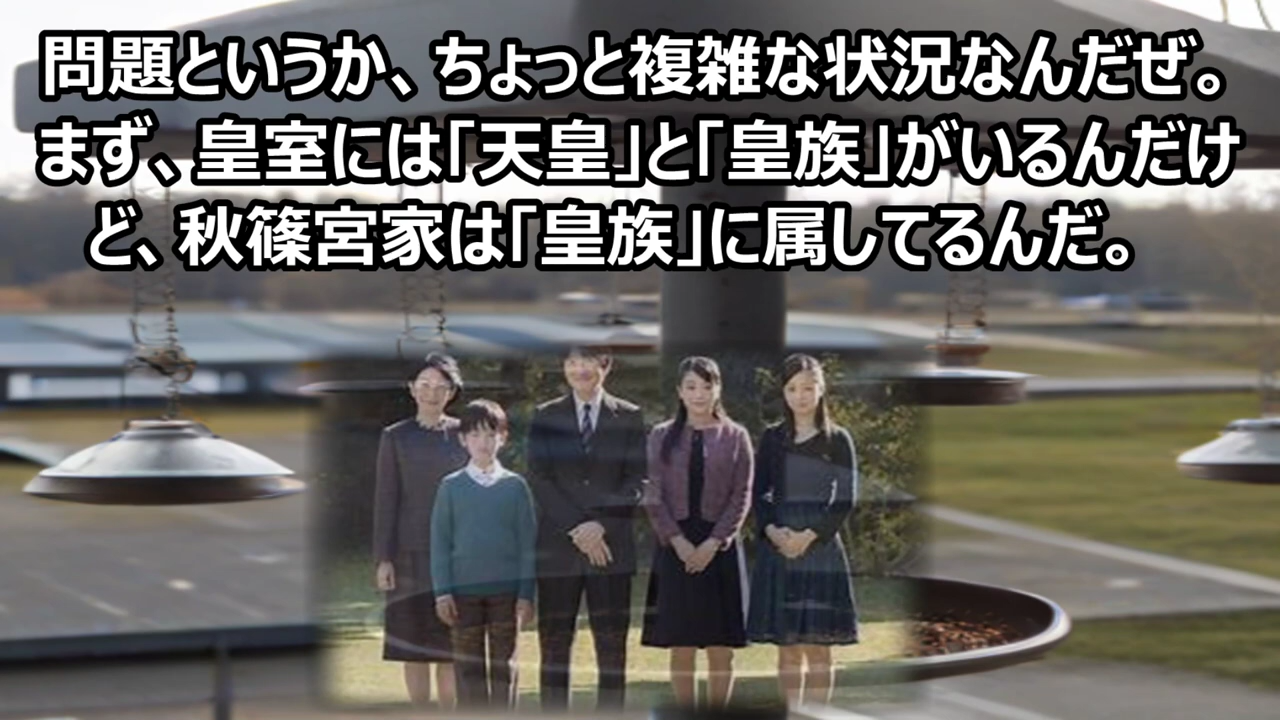 問題というか、ちょっと複雑な状況なんだぜ。
まず、皇室には「天皇」と「皇族」がいるんだけ
ど、秋篠宮家は「皇族」に属してるんだ。